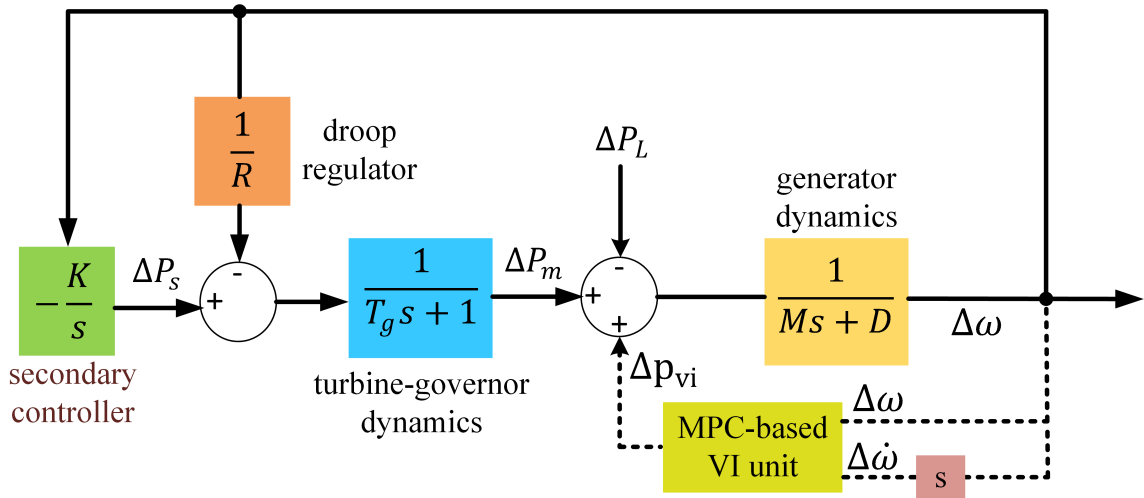 1
R
droop
regulator
ΔP_L
generator
dynamics
-
K
s
ΔP_s
-
+
1
T_g s + 1
ΔP_m
-
+
+
1
Ms + D
Δω
secondary
controller
turbine-governor
dynamics
Δp_vi
MPC-based
VI unit
Δω
Δω̇
s